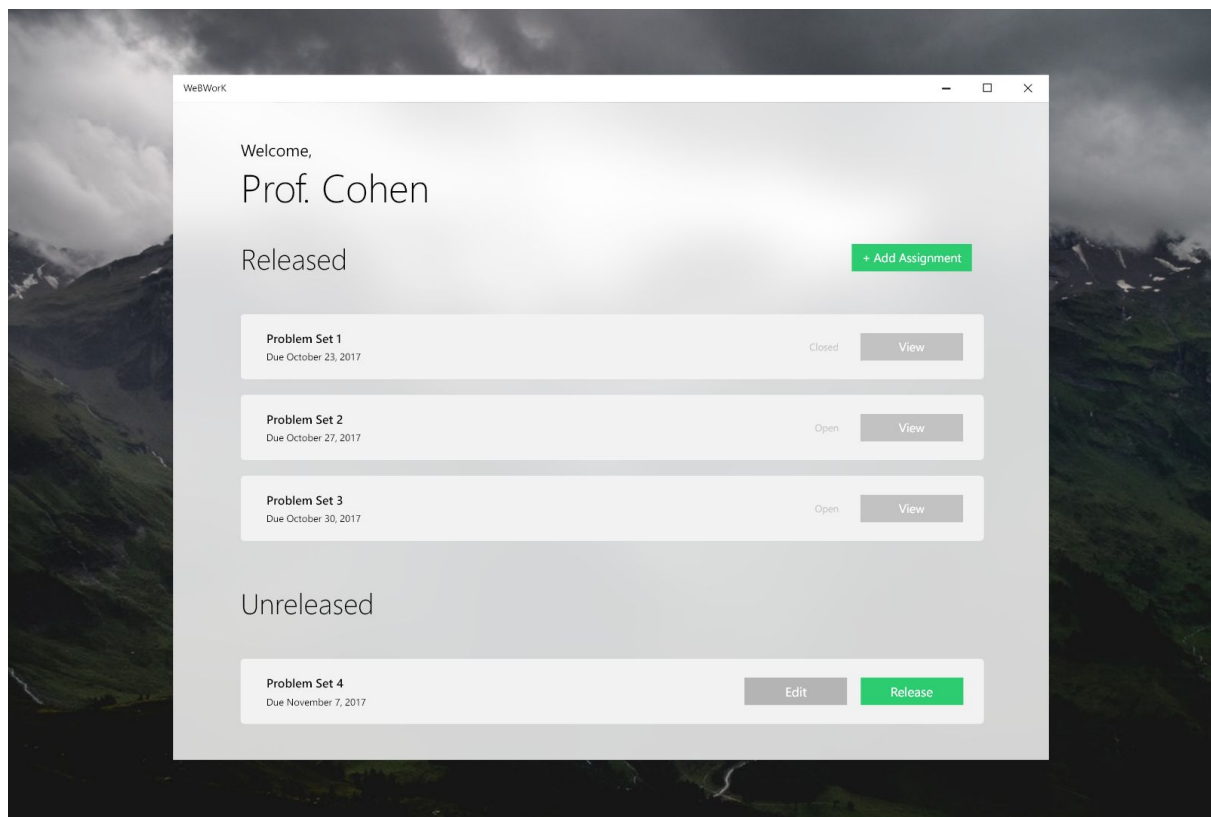 WeBWorK
Welcome,
Prof. Cohen
Released
+ Add Assignment
Problem Set 1
Due October 23, 2017
Closed
View
Problem Set 2
Due October 27, 2017
Open
View
Problem Set 3
Due October 30, 2017
Open
View
Unreleased
Problem Set 4
Due November 7, 2017
Edit
Release